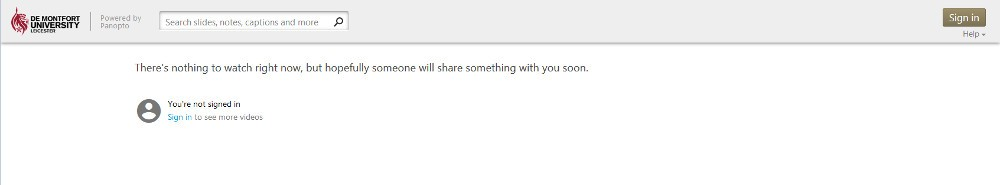 DE MONTFORT
UNIVERSITY
LEICESTER
Powered by
Panopto
Search slides, notes, captions and more
Sign in
Help
There's nothing to watch right now, but hopefully someone will share something with you soon.
You're not signed in
Sign in to see more videos